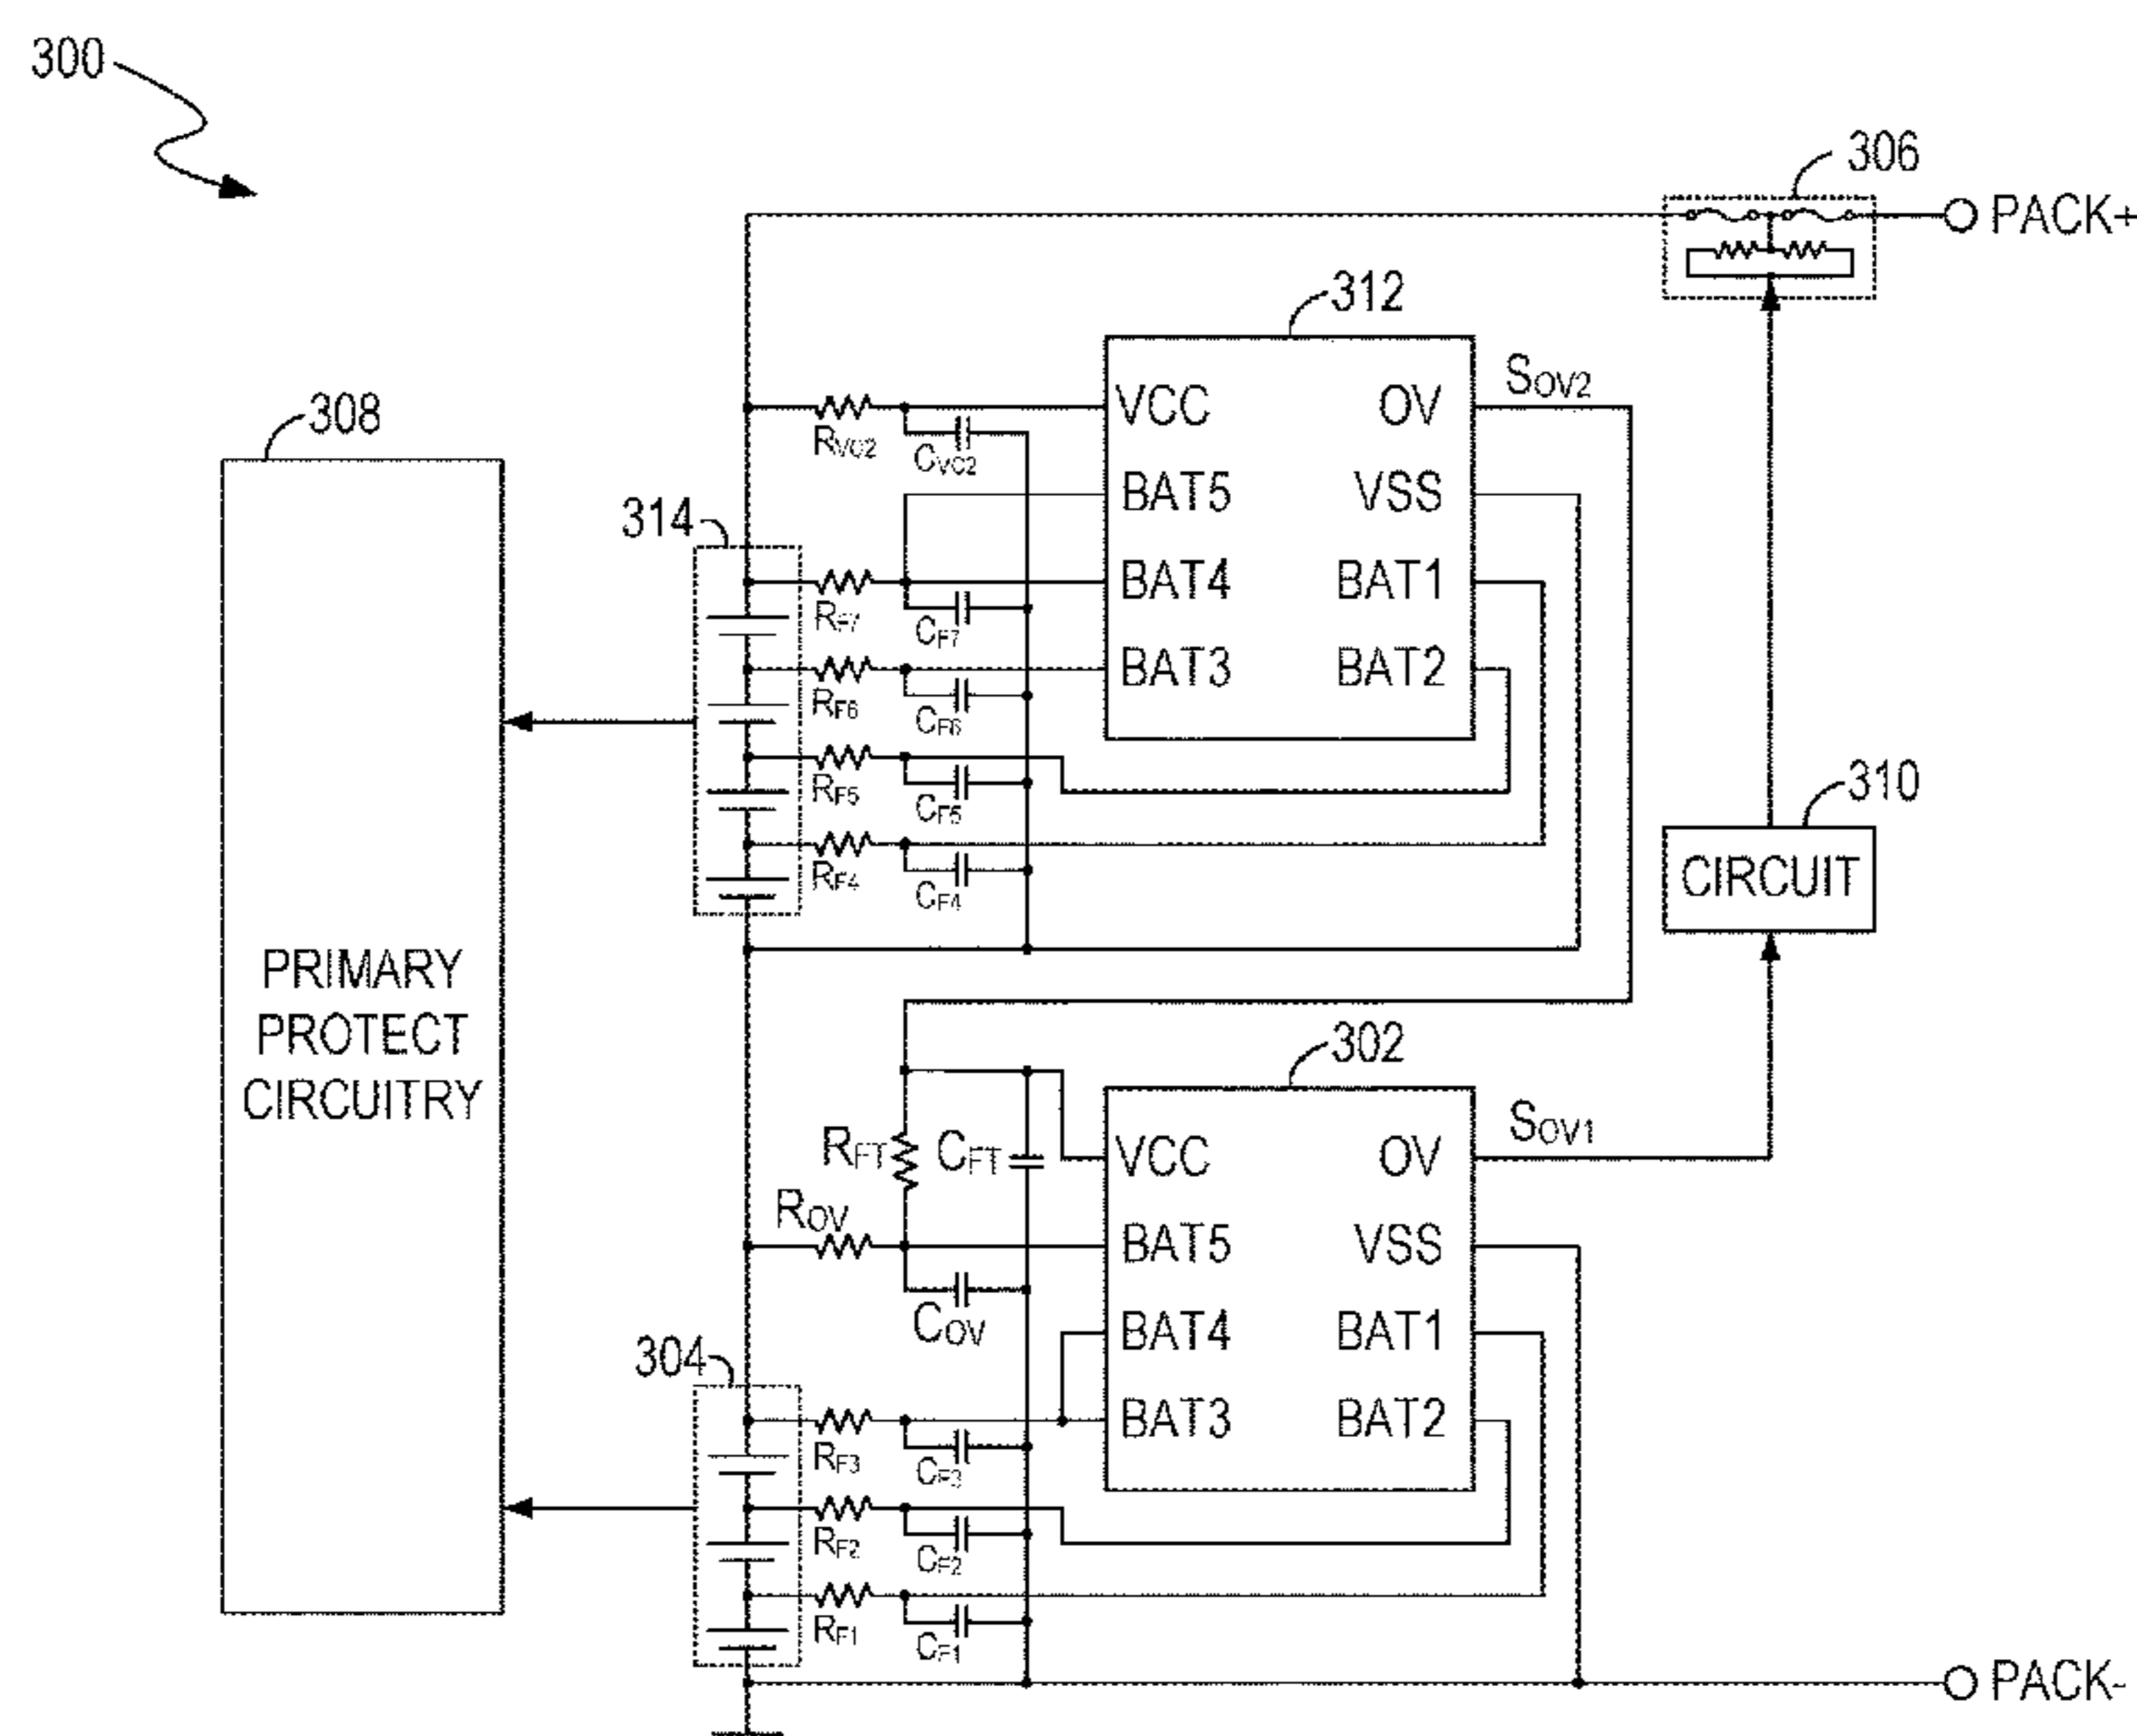 300
306
PACK+
312
SOV2
308
VCC
OV
RVC2
CVC2
BAT5
VSS
314
BAT4
BAT1
RF7
CF7
BAT3
BAT2
RF6
CF6
310
RF5
CF5
CIRCUIT
RF4
CF4
PRIMARY
PROTECT
CIRCUITRY
302
SOV1
RFT
CFT
VCC
OV
ROV
BAT5
VSS
COV
BAT4
BAT1
304
BAT3
BAT2
RF3
CF3
RF2
CF2
RF1
CF1
PACK-